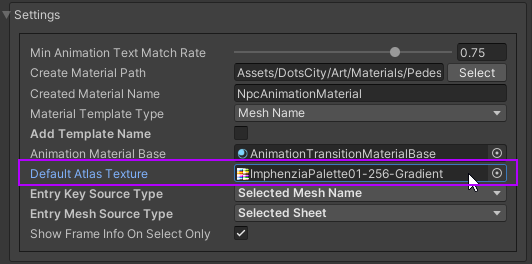 Settings
Min Animation Text Match Rate 0.75
Create Material Path Assets/DotsCity/Art/Materials/Pedes Select
Created Material Name NpcAnimationMaterial
Material Template Type Mesh Name
Add Template Name
Animation Material Base AnimationTransitionMaterialBase
Default Atlas Texture ImphenziaPalette01-256-Gradient
Entry Key Source Type Selected Mesh Name
Entry Mesh Source Type Selected Sheet
Show Frame Info On Select Only